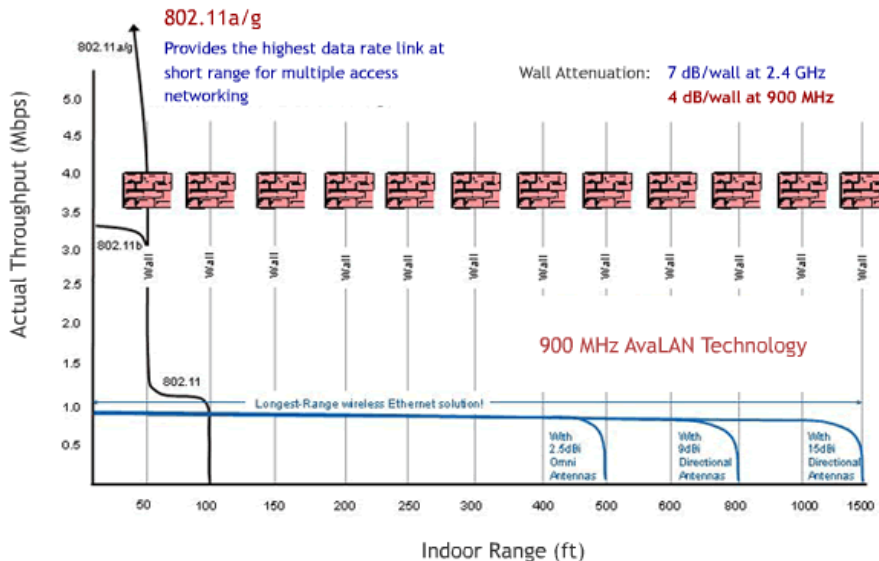 802.11a/g
802.11a/g
Provides the highest data rate link at
short range for multiple access
networking
Wall Attenuation: 7 dB/wall at 2.4 GHz
4 dB/wall at 900 MHz
Actual Throughput (Mbps)
5.0
4.5
4.0
3.5
3.0
2.5
2.0
1.5
1.0
0.5
802.11b
Wall
Wall
Wall
Wall
Wall
Wall
Wall
Wall
Wall
Wall
Wall
900 MHz AvaLAN Technology
802.11
Longest-Range wireless Ethernet solution!
With
2.5dBi
Omni
Antennas
With
9dBi
Directional
Antennas
With
15dBi
Directional
Antennas
50 100 150 200 250 300 400 500 600 800 1000 1500
Indoor Range (ft)